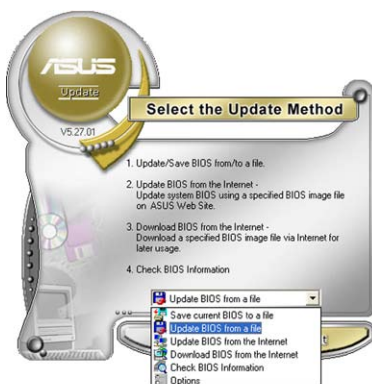 ASUS
Update
V5.27.01
Select the Update Method
1. Update/Save BIOS from/to a file.
2. Update BIOS from the Internet -
Update system BIOS using a specified BIOS image file
on ASUS Web Site.
3. Download BIOS from the Internet -
Download a specified BIOS image file via Internet for
later usage.
4. Check BIOS Information
Update BIOS from a file
Save current BIOS to a file
Update BIOS from a file
Update BIOS from the Internet
Download BIOS from the Internet
Check BIOS Information
Options